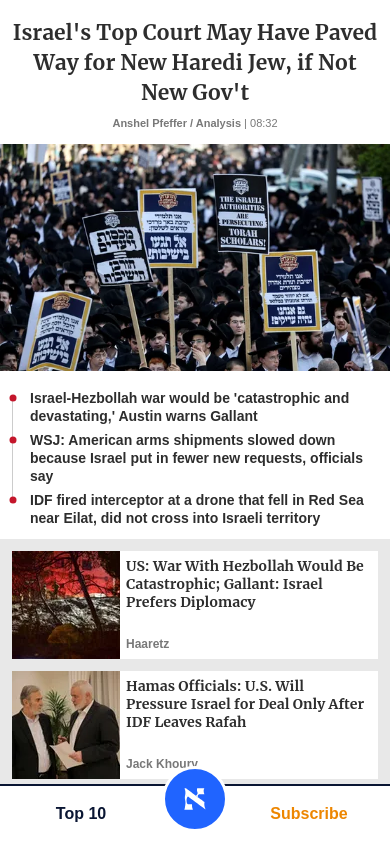 Israel's Top Court May Have Paved
Way for New Haredi Jew, if Not
New Gov't
Anshel Pfeffer / Analysis | 08:32
THE ISRAELI
AUTHORITIES
ARE
PERSECUTING
TORAH
SCHOLARS!
אל תגעו
בישיבות!
Israel-Hezbollah war would be 'catastrophic and
devastating,' Austin warns Gallant
WSJ: American arms shipments slowed down
because Israel put in fewer new requests, officials
say
IDF fired interceptor at a drone that fell in Red Sea
near Eilat, did not cross into Israeli territory
US: War With Hezbollah Would Be
Catastrophic; Gallant: Israel
Prefers Diplomacy
Haaretz
Hamas Officials: U.S. Will
Pressure Israel for Deal Only After
IDF Leaves Rafah
Jack Khoury
Top 10
Subscribe